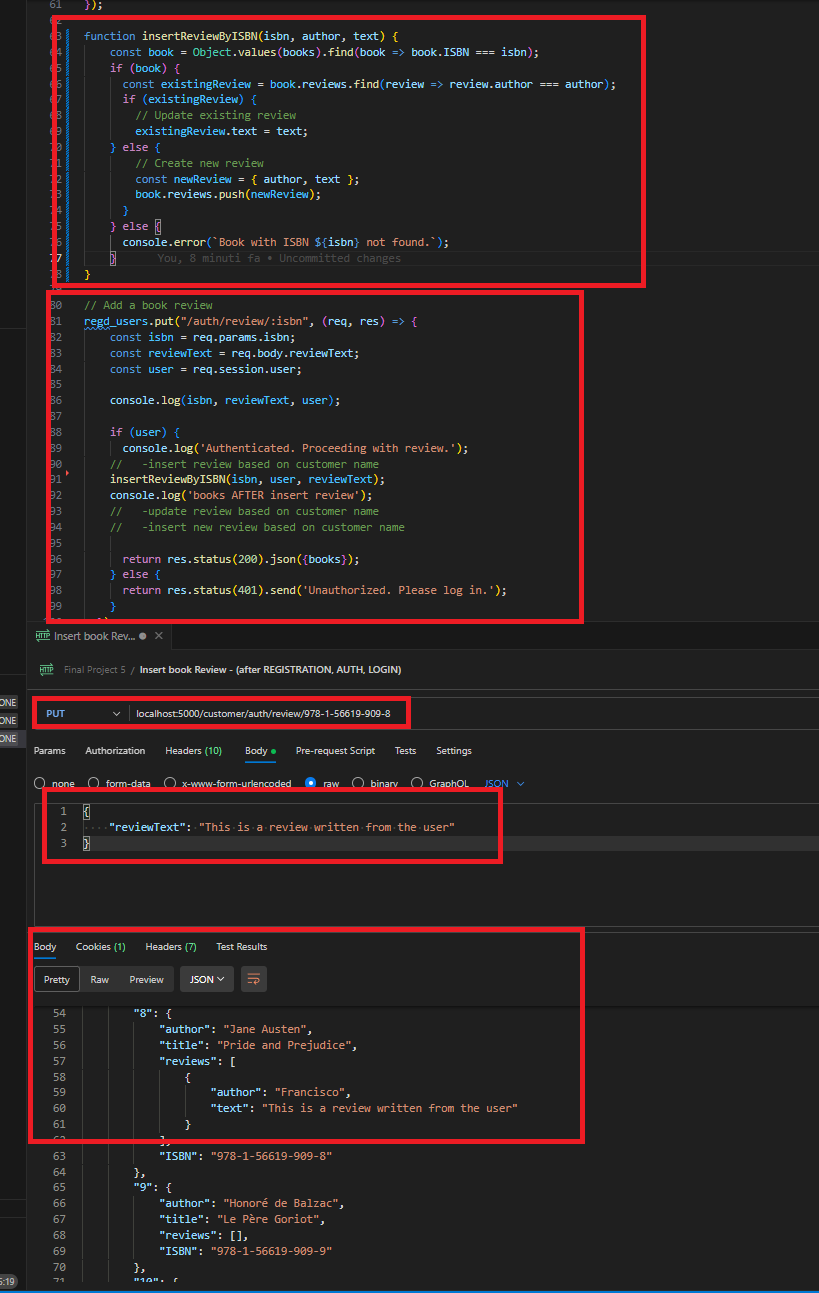 61 });
62
63 function insertReviewByISBN(isbn, author, text) {
64 const book = Object.values(books).find(book => book.ISBN === isbn);
65 if (book) {
66 const existingReview = book.reviews.find(review => review.author === author);
67 if (existingReview) {
68 // Update existing review
69 existingReview.text = text;
70 } else {
71 // Create new review
72 const newReview = { author, text };
73 book.reviews.push(newReview);
74 }
75 } else {
76 console.error(`Book with ISBN ${isbn} not found.`);
77 } You, 8 minuti fa • Uncommitted changes
78 }
79
80 // Add a book review
81 regd_users.put("/auth/review/:isbn", (req, res) => {
82 const isbn = req.params.isbn;
83 const reviewText = req.body.reviewText;
84 const user = req.session.user;
85
86 console.log(isbn, reviewText, user);
87
88 if (user) {
89 console.log('Authenticated. Proceeding with review.');
90 // -insert review based on customer name
91 insertReviewByISBN(isbn, user, reviewText);
92 console.log('books AFTER insert review');
93 // -update review based on customer name
94 // -insert new review based on customer name
95
96 return res.status(200).json({books});
97 } else {
98 return res.status(401).send('Unauthorized. Please log in.');
99 }
HTTP Insert book Rev... ● ×
HTTP Final Project 5 / Insert book Review - (after REGISTRATION, AUTH, LOGIN)
ONE
PUT localhost:5000/customer/auth/review/978-1-56619-909-8
ONE
ONE
Params Authorization Headers (10) Body Pre-request Script Tests Settings
none form-data x-www-form-urlencoded raw binary GraphQL JSON
1 {
2 "reviewText": "This is a review written from the user"
3 }
Body Cookies (1) Headers (7) Test Results
Pretty Raw Preview JSON
54 "8": {
55 "author": "Jane Austen",
56 "title": "Pride and Prejudice",
57 "reviews": [
58 {
59 "author": "Francisco",
60 "text": "This is a review written from the user"
61 }
62 ],
63 "ISBN": "978-1-56619-909-8"
64 },
65 "9": {
66 "author": "Honoré de Balzac",
67 "title": "Le Père Goriot",
68 "reviews": [],
69 "ISBN": "978-1-56619-909-9"
70 },
71 "10": {
5:19